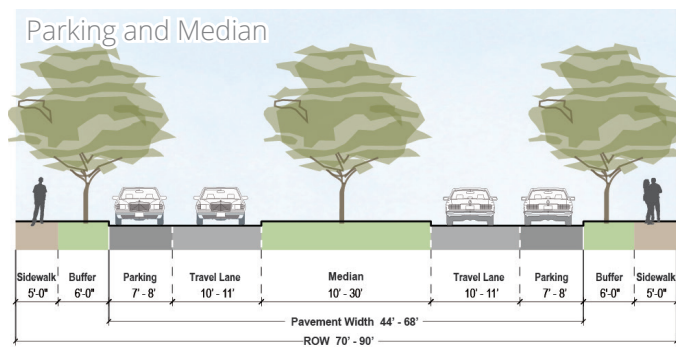 Parking and Median
Sidewalk Buffer Parking Travel Lane Median Travel Lane Parking Buffer Sidewalk
5'-0" 6'-0" 7' - 8' 10' - 11' 10' - 30' 10' - 11' 7' - 8' 6'-0" 5'-0"
Pavement Width 44' - 68'
ROW 70' - 90'